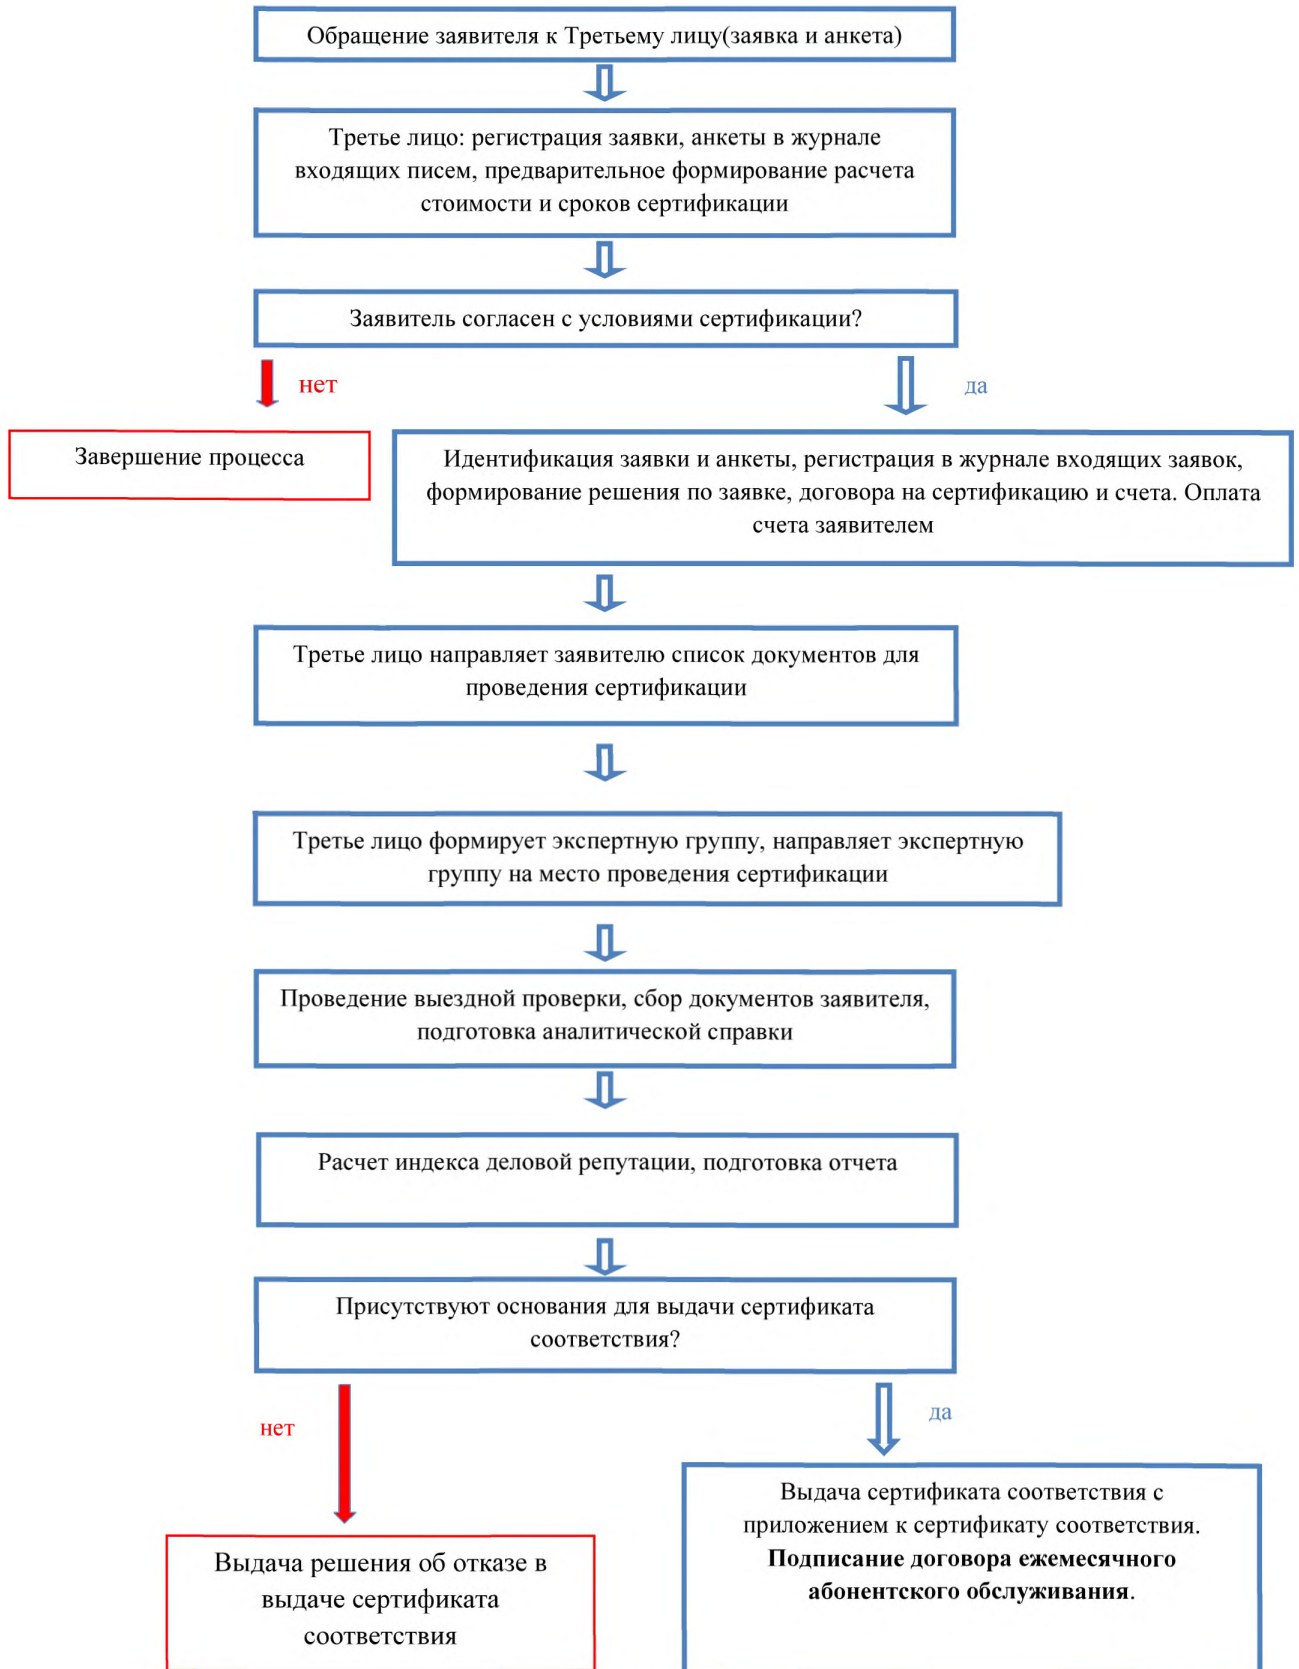 Обращение заявителя к Третьему лицу(заявка и анкета)
Третье лицо: регистрация заявки, анкеты в журнале
входящих писем, предварительное формирование расчета
стоимости и сроков сертификации
Заявитель согласен с условиями сертификации?
нет
да
Завершение процесса
Идентификация заявки и анкеты, регистрация в журнале входящих заявок,
формирование решения по заявке, договора на сертификацию и счета. Оплата
счета заявителем
Третье лицо направляет заявителю список документов для
проведения сертификации
Третье лицо формирует экспертную группу, направляет экспертную
группу на место проведения сертификации
Проведение выездной проверки, сбор документов заявителя,
подготовка аналитической справки
Расчет индекса деловой репутации, подготовка отчета
Присутствуют основания для выдачи сертификата
соответствия?
нет
да
Выдача решения об отказе в
выдаче сертификата
соответствия
Выдача сертификата соответствия с
приложением к сертификату соответствия.
Подписание договора ежемесячного
абонентского обслуживания.